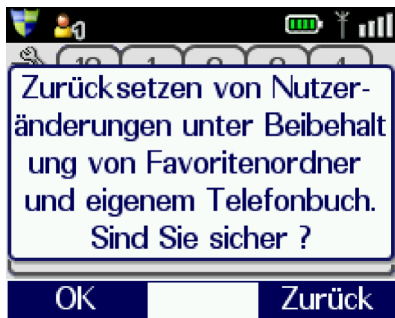 Zurücksetzen von Nutzer-
änderungen unter Beibehalt
ung von Favoritenordner
und eigenem Telefonbuch.
Sind Sie sicher ?
OK Zurück